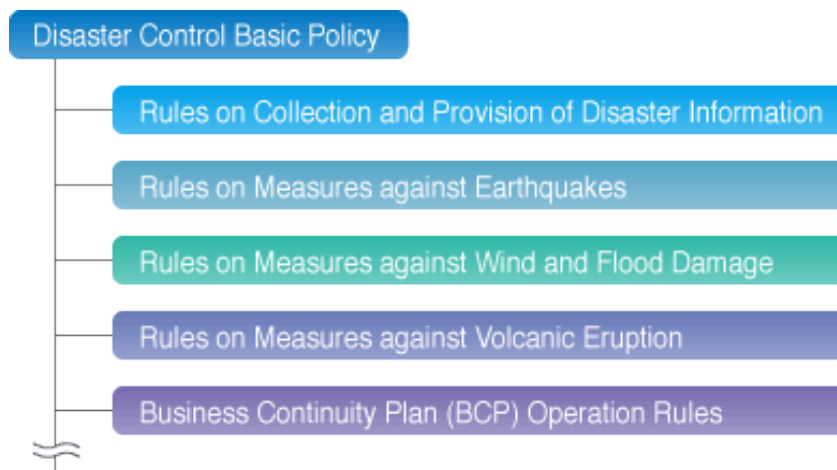 Disaster Control Basic Policy
Rules on Collection and Provision of Disaster Information
Rules on Measures against Earthquakes
Rules on Measures against Wind and Flood Damage
Rules on Measures against Volcanic Eruption
Business Continuity Plan (BCP) Operation Rules